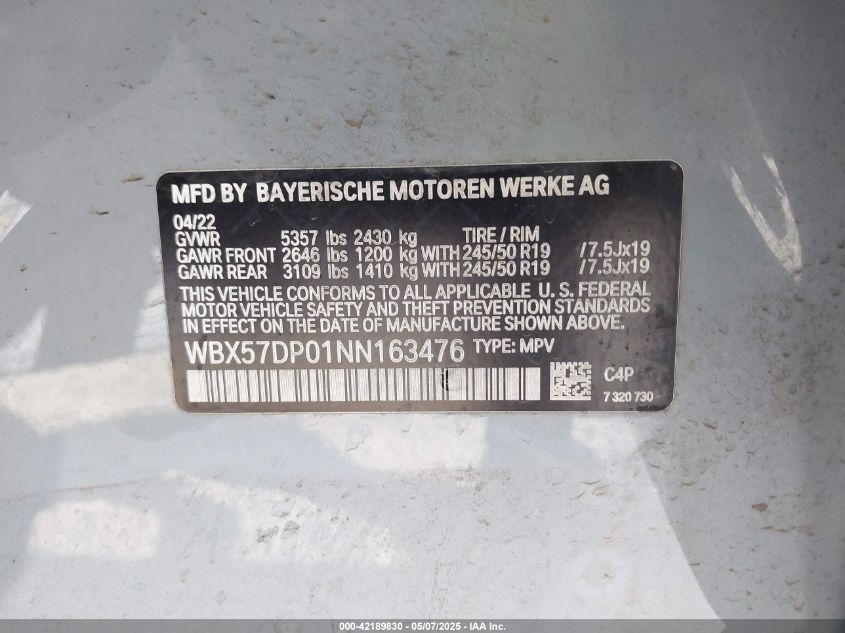 MFD BY BAYERISCHE MOTOREN WERKE AG
04/22
GVWR 5357 lbs 2430 kg TIRE / RIM
GAWR FRONT 2646 lbs 1200 kg WITH 245/50 R19 /7.5Jx19
GAWR REAR 3109 lbs 1410 kg WITH 245/50 R19 /7.5Jx19
THIS VEHICLE CONFORMS TO ALL APPLICABLE U. S. FEDERAL
MOTOR VEHICLE SAFETY AND THEFT PREVENTION STANDARDS
IN EFFECT ON THE DATE OF MANUFACTURE SHOWN ABOVE.
WBX57DP01NN163476 TYPE: MPV
C4P
7 320 730
000-42189830 - 05/07/2025 - IAA Inc.